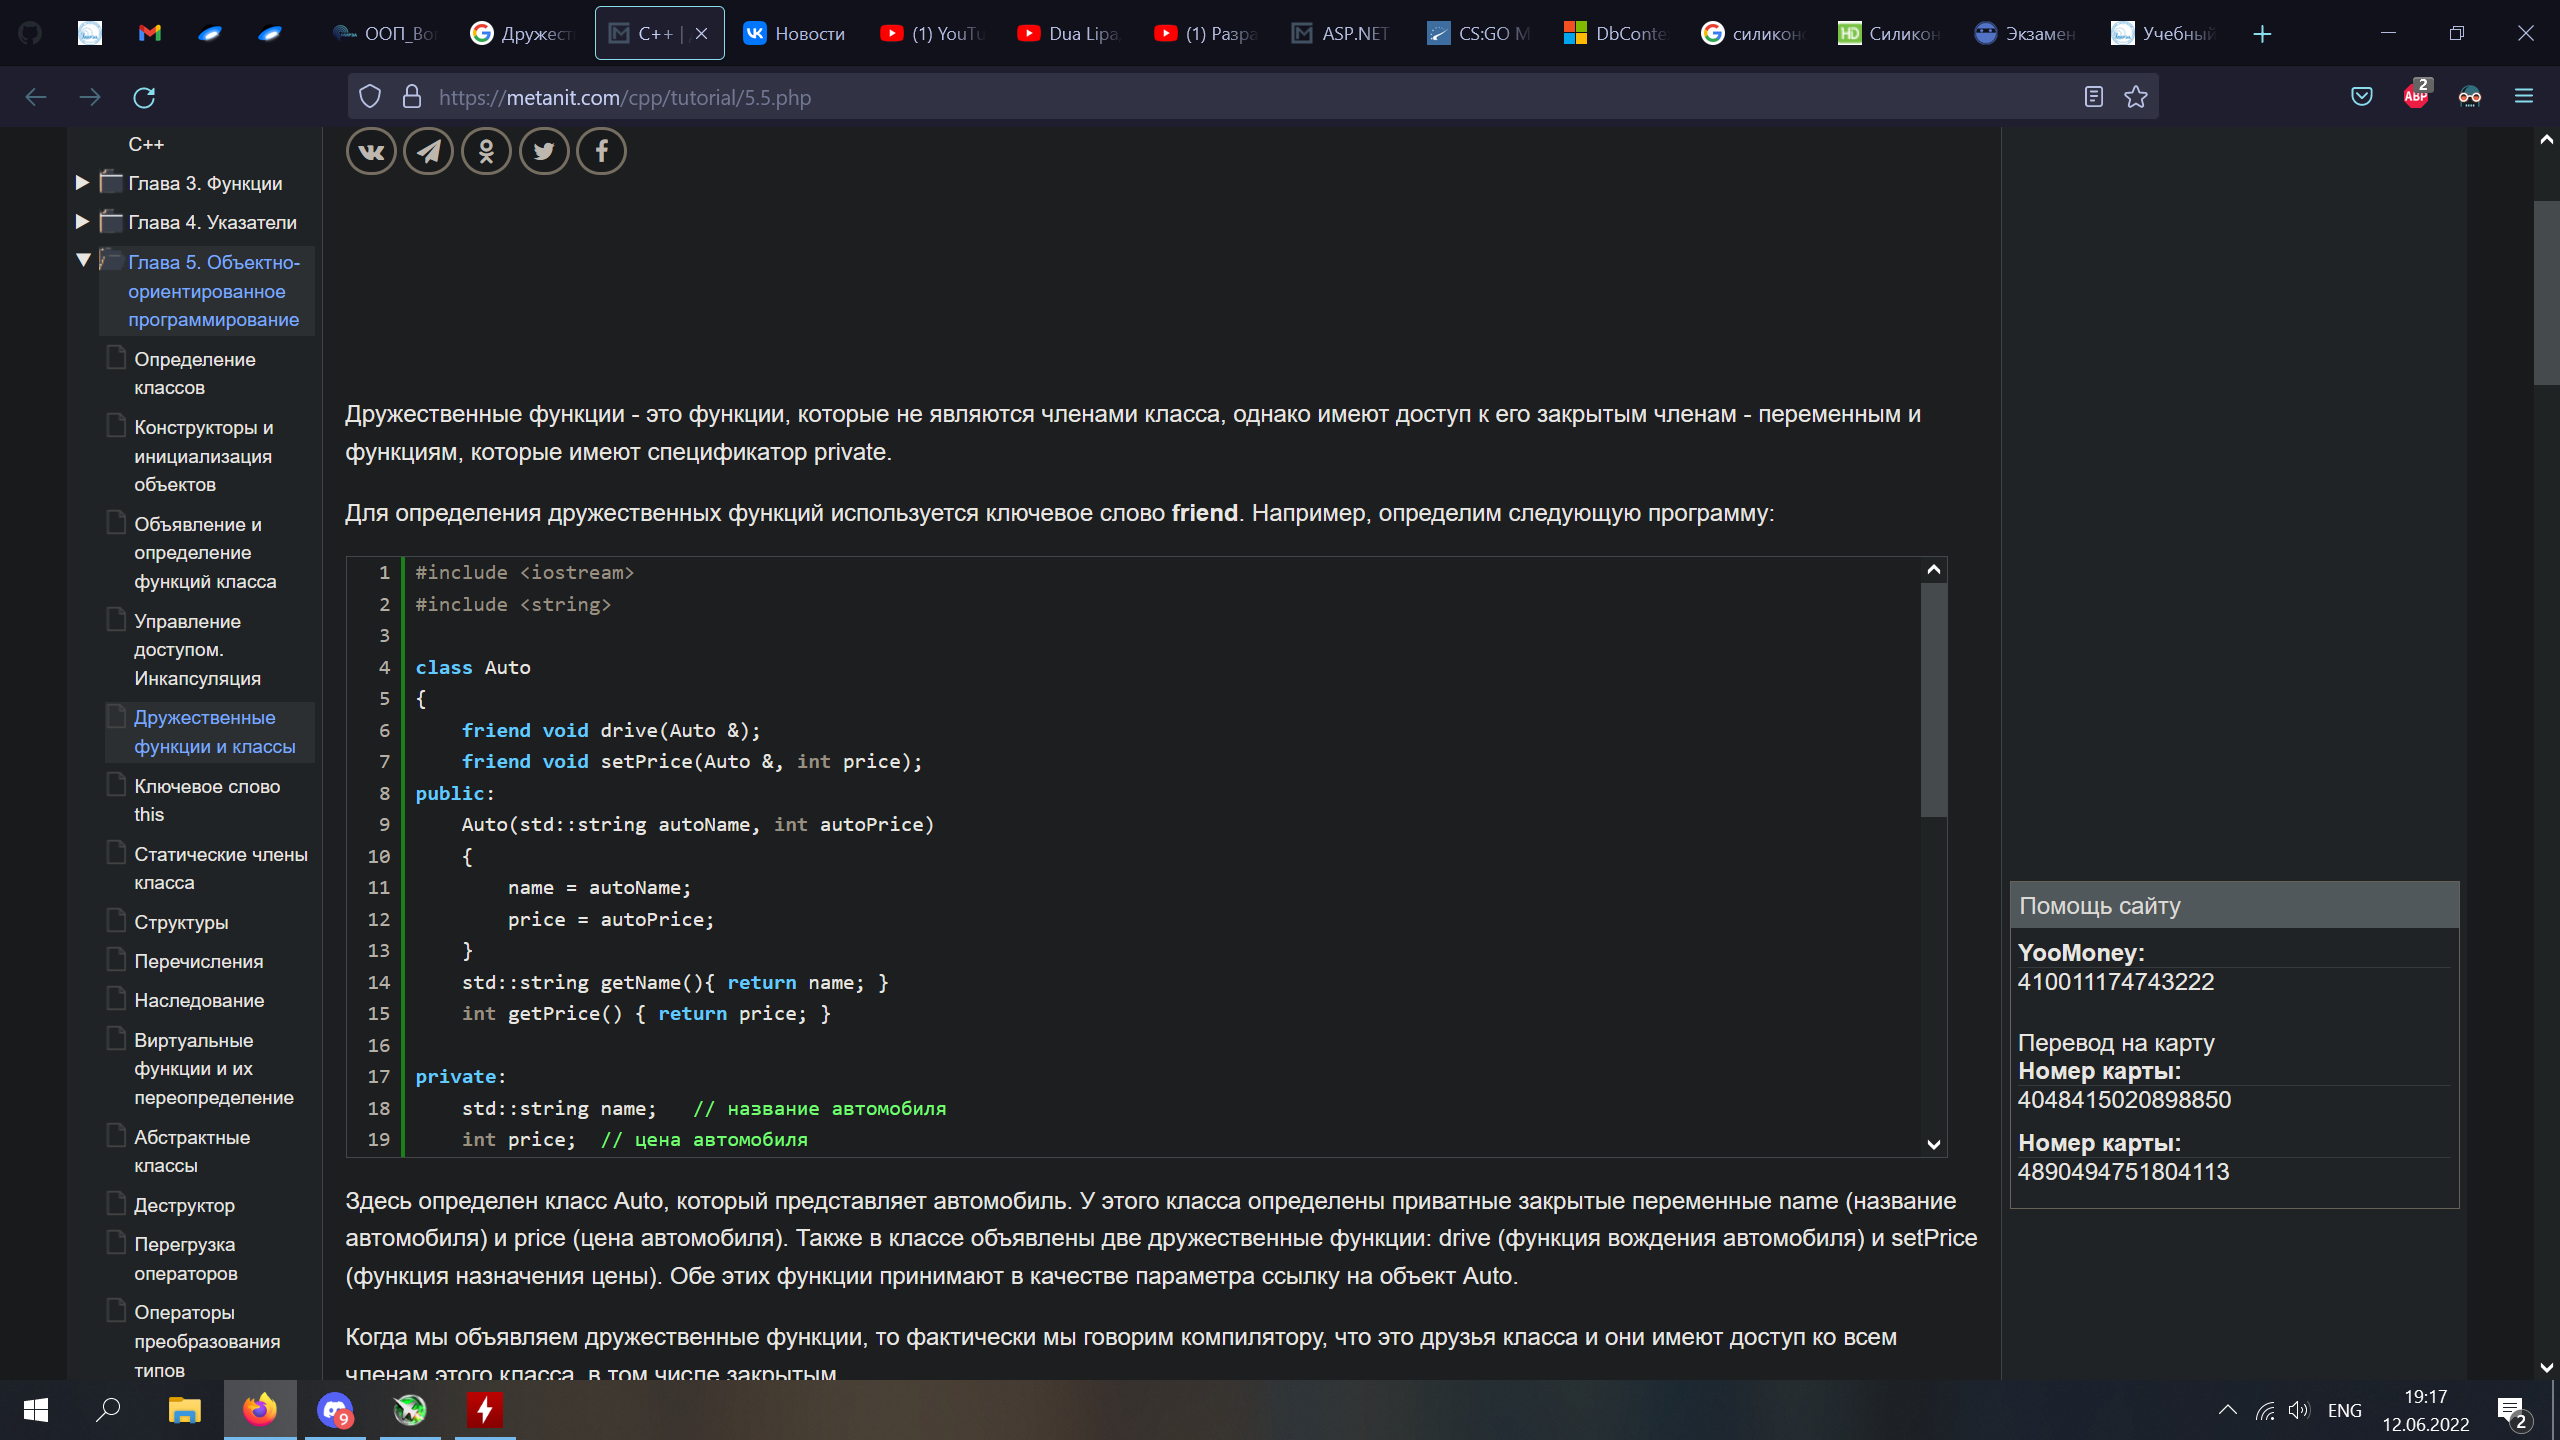 ООП_Во
Дружест
C++ |
Новости
(1) YouTu
Dua Lipa,
(1) Разра
ASP.NET
CS:GO M
DbConte
силикон
HD Силикон
Экзамен
Учебный
https://metanit.com/cpp/tutorial/5.5.php
ABP 2
C++
Глава 3. Функции
Глава 4. Указатели
Глава 5. Объектно-
ориентированное
программирование
Определение
классов
Конструкторы и
инициализация
объектов
Объявление и
определение
функций класса
Управление
доступом.
Инкапсуляция
Дружественные
функции и классы
Ключевое слово
this
Статические члены
класса
Структуры
Перечисления
Наследование
Виртуальные
функции и их
переопределение
Абстрактные
классы
Деструктор
Перегрузка
операторов
Операторы
преобразования
типов
Дружественные функции - это функции, которые не являются членами класса, однако имеют доступ к его закрытым членам - переменным и
функциям, которые имеют спецификатор private.
Для определения дружественных функций используется ключевое слово friend. Например, определим следующую программу:
1 #include <iostream>
2 #include <string>
3
4 class Auto
5 {
6     friend void drive(Auto &);
7     friend void setPrice(Auto &, int price);
8 public:
9     Auto(std::string autoName, int autoPrice)
10     {
11         name = autoName;
12         price = autoPrice;
13     }
14     std::string getName(){ return name; }
15     int getPrice() { return price; }
16
17 private:
18     std::string name;   // название автомобиля
19     int price;  // цена автомобиля
Здесь определен класс Auto, который представляет автомобиль. У этого класса определены приватные закрытые переменные name (название
автомобиля) и price (цена автомобиля). Также в классе объявлены две дружественные функции: drive (функция вождения автомобиля) и setPrice
(функция назначения цены). Обе этих функции принимают в качестве параметра ссылку на объект Auto.
Когда мы объявляем дружественные функции, то фактически мы говорим компилятору, что это друзья класса и они имеют доступ ко всем
членам этого класса, в том числе закрытым
Помощь сайту
YooMoney:
410011174743222
Перевод на карту
Номер карты:
4048415020898850
Номер карты:
4890494751804113
9
ENG
19:17
12.06.2022
2